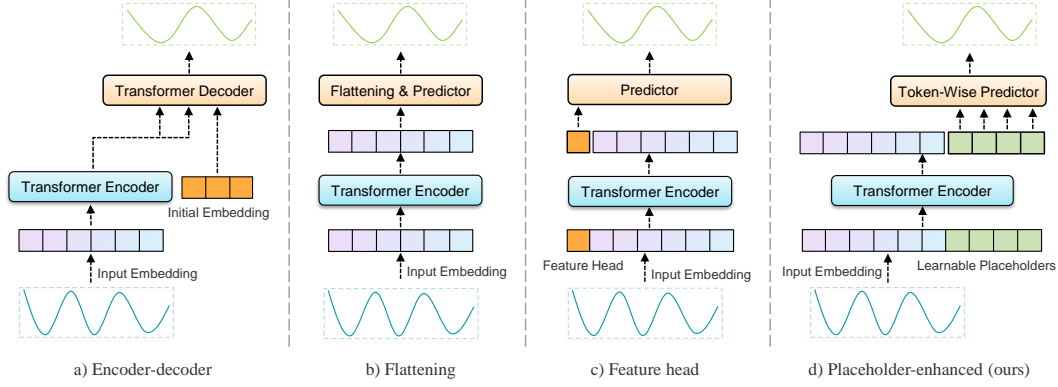 Transformer Decoder
Transformer Encoder
Initial Embedding
Input Embedding
a) Encoder-decoder
Flattening & Predictor
Transformer Encoder
Input Embedding
b) Flattening
Predictor
Transformer Encoder
Feature Head
Input Embedding
c) Feature head
Token-Wise Predictor
Transformer Encoder
Input Embedding
Learnable Placeholders
d) Placeholder-enhanced (ours)